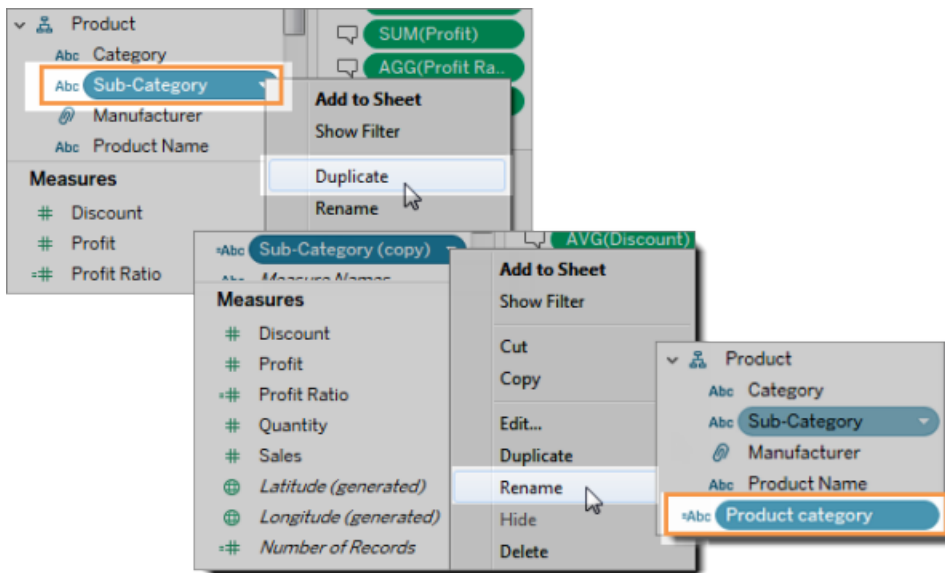 Product
Abc Category
Abc Sub-Category
Manufacturer
Abc Product Name
Measures
# Discount
# Profit
=# Profit Ratio
SUM(Profit)
AGG(Profit Ra..
Add to Sheet
Show Filter
Duplicate
Rename
=Abc Sub-Category (copy)
Abc Measure Names
Measures
# Discount
# Profit
=# Profit Ratio
# Quantity
# Sales
Latitude (generated)
Longitude (generated)
=# Number of Records
AVG(Discount)
Add to Sheet
Show Filter
Cut
Copy
Edit...
Duplicate
Rename
Hide
Delete
Product
Abc Category
Abc Sub-Category
Manufacturer
Abc Product Name
=Abc Product category